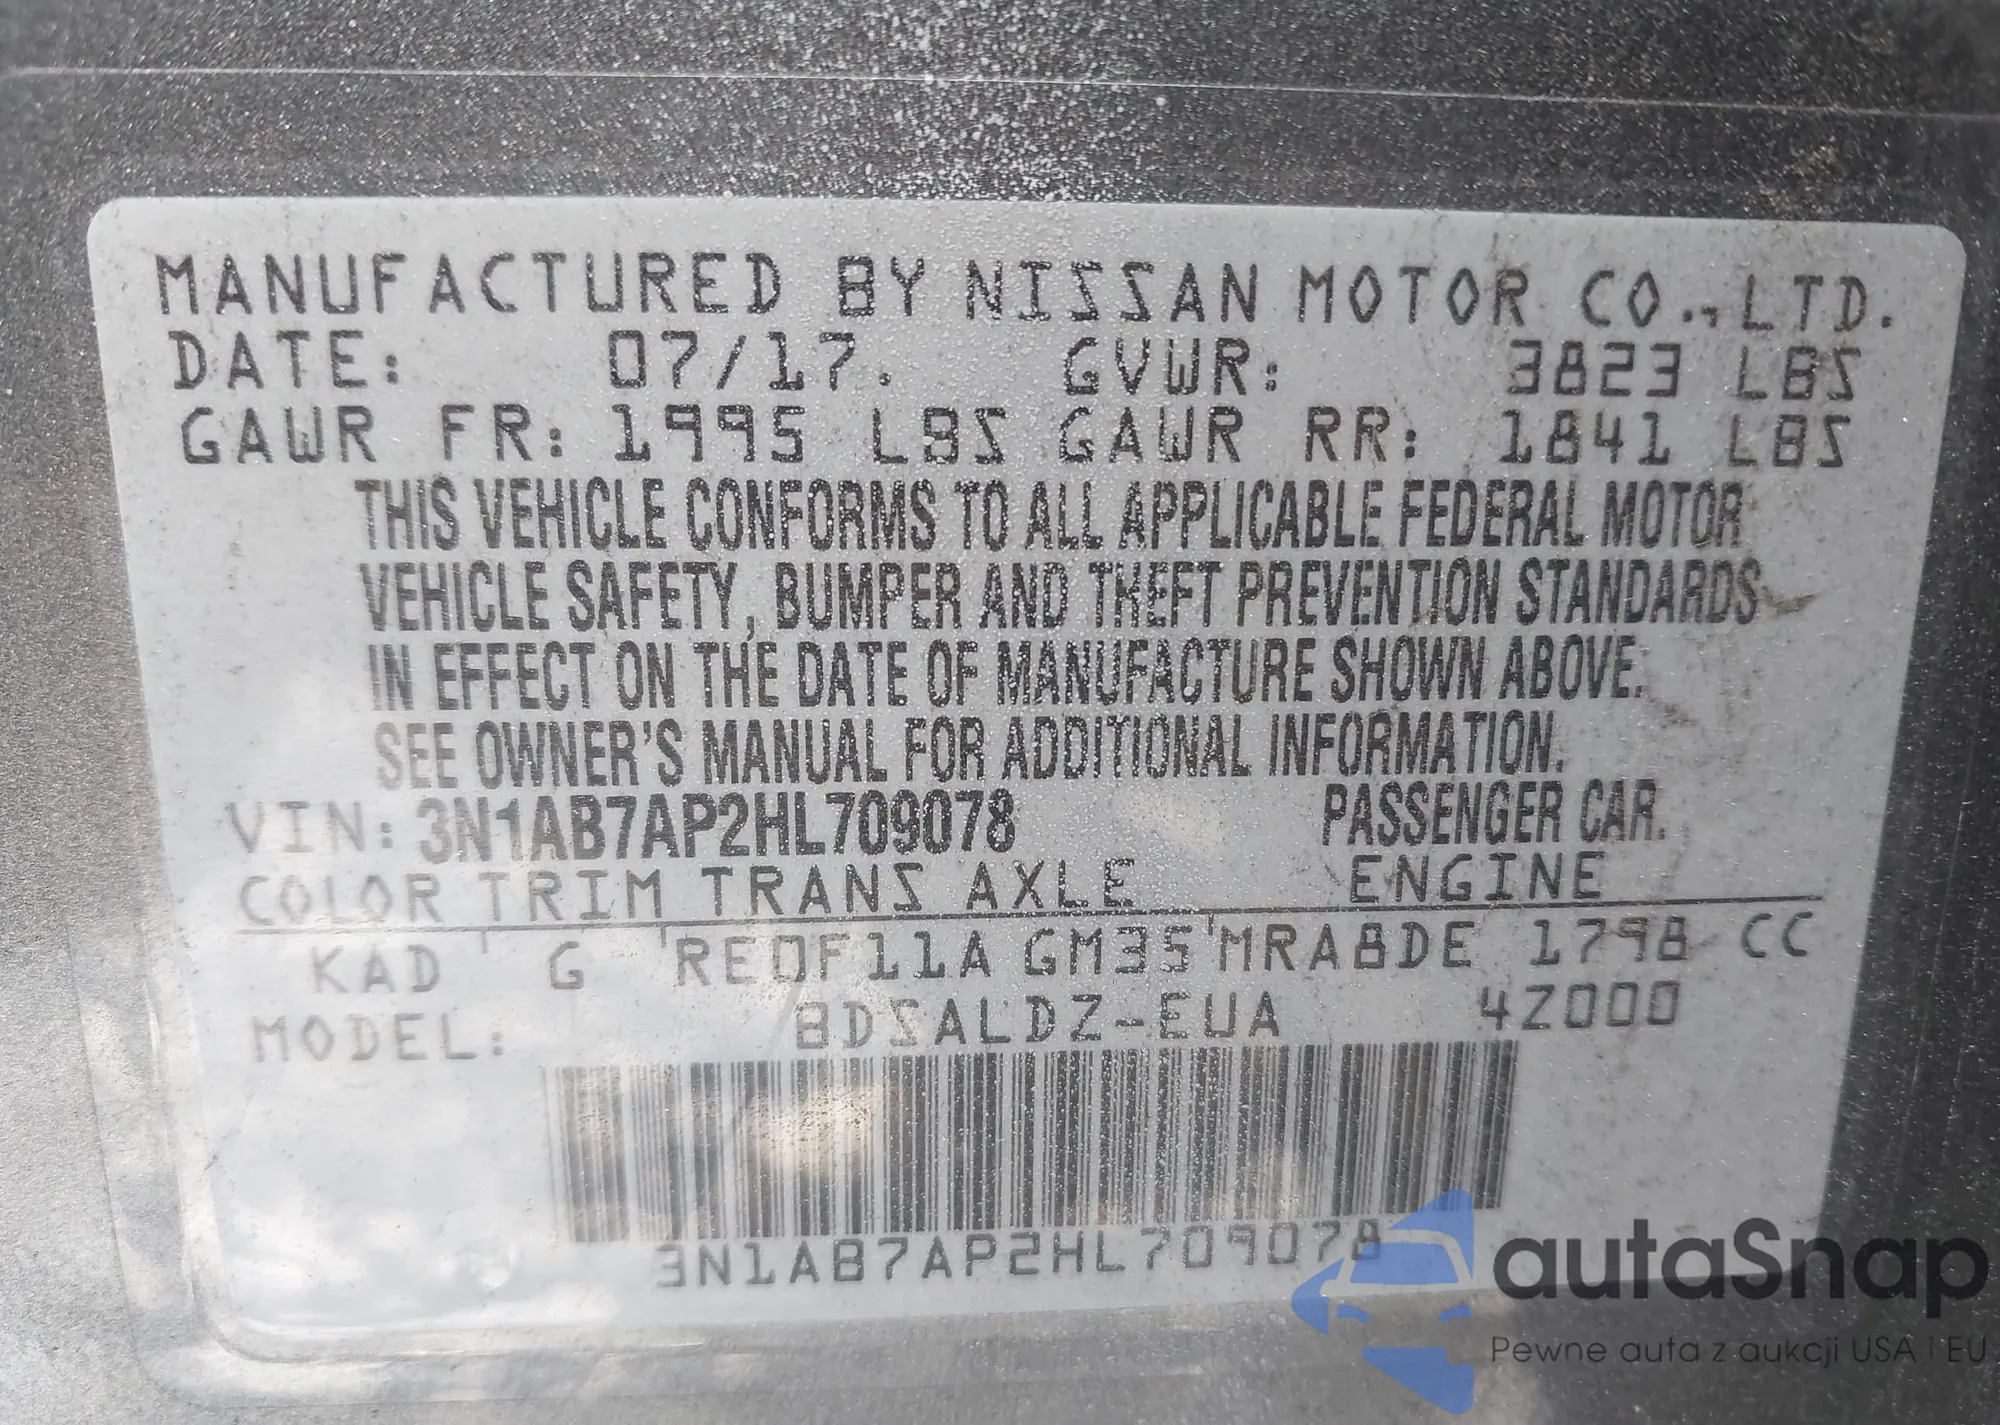 MANUFACTURED BY NISSAN MOTOR CO., LTD.
DATE: 07/17. GVWR: 3823 LBS
GAWR FR: 1995 LBS GAWR RR: 1841 LBS
THIS VEHICLE CONFORMS TO ALL APPLICABLE FEDERAL MOTOR
VEHICLE SAFETY, BUMPER AND THEFT PREVENTION STANDARDS
IN EFFECT ON THE DATE OF MANUFACTURE SHOWN ABOVE.
SEE OWNER'S MANUAL FOR ADDITIONAL INFORMATION.
VIN: 3N1AB7AP2HL709078 PASSENGER CAR.
COLOR TRIM TRANS AXLE ENGINE
KAD G RE0F11A GM35 MRA8DE 1798 CC
MODEL: BDSALDZ-EUA 4Z000
3N1AB7AP2HL709078
autaSnap
Pewne auta z aukcji USA i EU